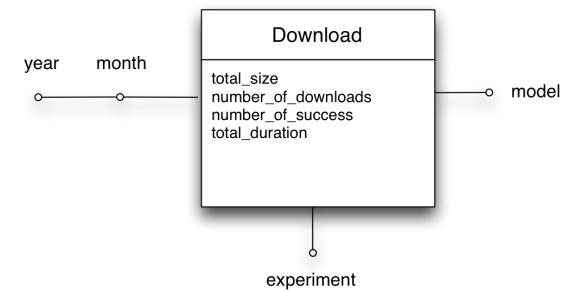 Download
year
month
total_size
number_of_downloads
number_of_success
total_duration
model
experiment